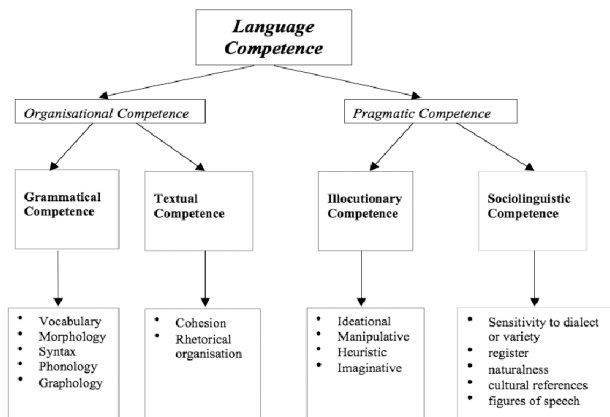 Language
Competence
Organisational Competence
Pragmatic Competence
Grammatical
Competence
Textual
Competence
Illocutionary
Competence
Sociolinguistic
Competence
• Vocabulary
• Morphology
• Syntax
• Phonology
• Graphology
• Cohesion
• Rhetorical
organisation
• Ideational
• Manipulative
• Heuristic
• Imaginative
• Sensitivity to dialect
or variety
• register
• naturalness
• cultural references
• figures of speech